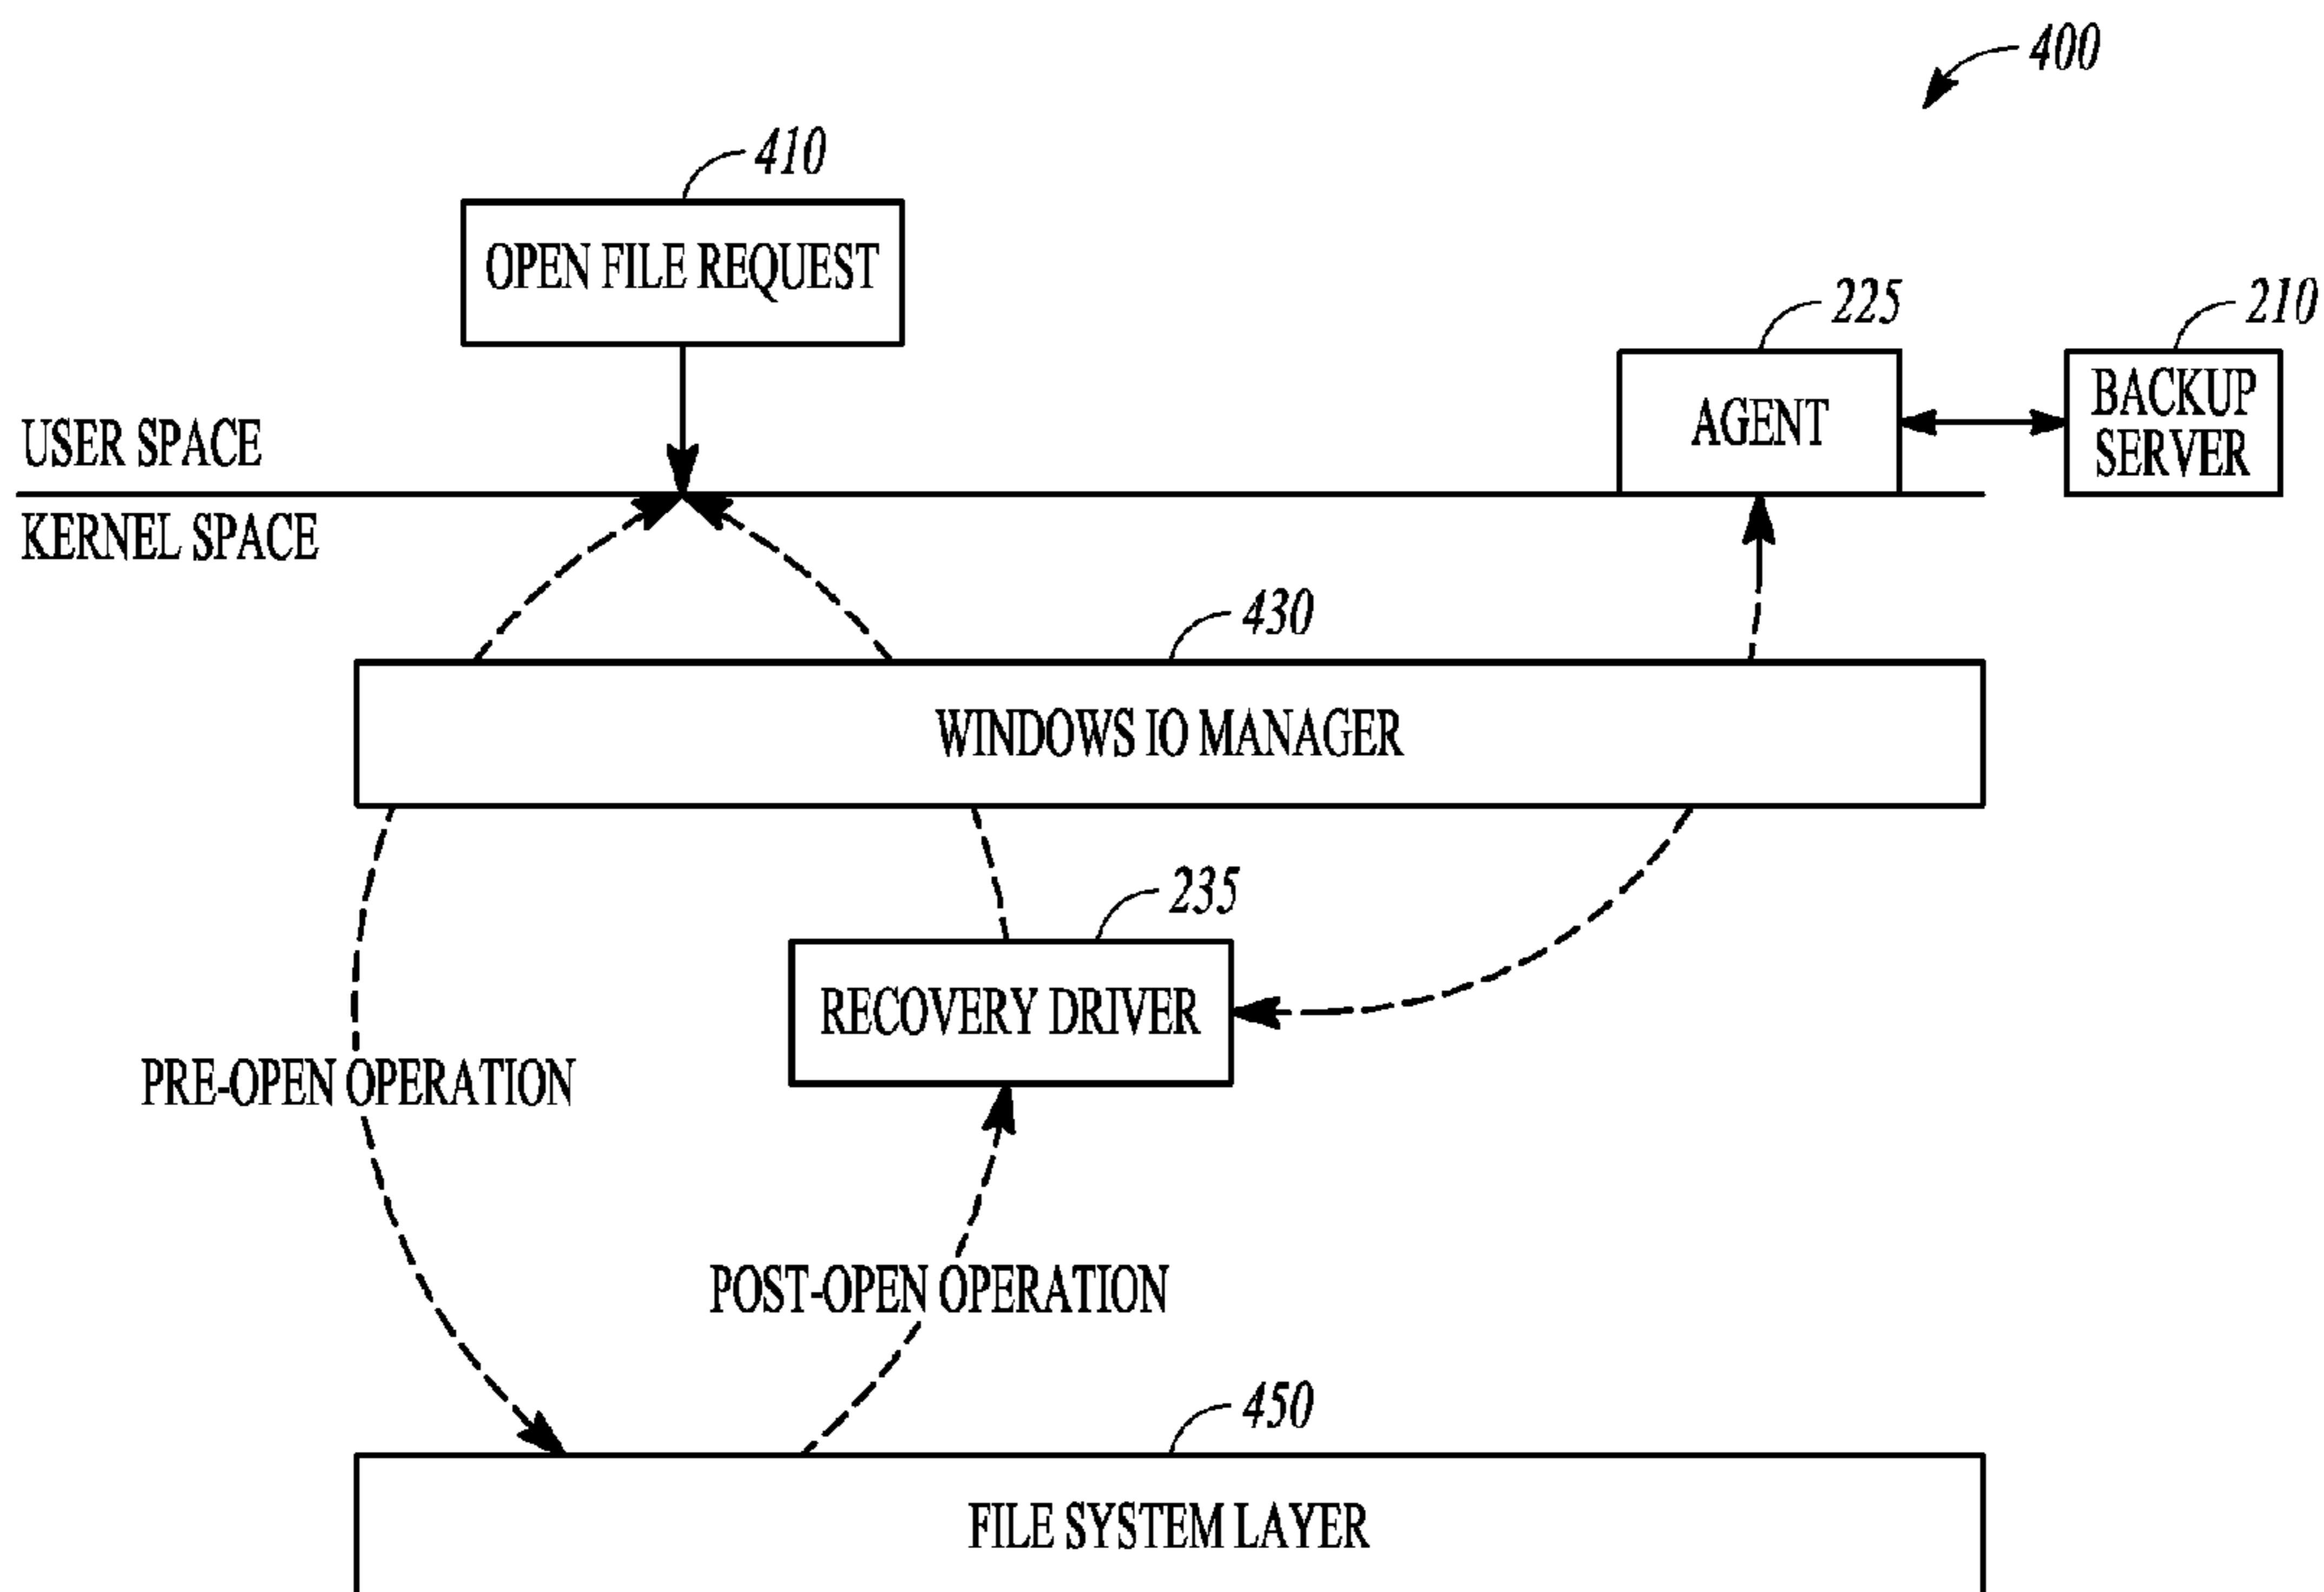 400
410
OPEN FILE REQUEST
225
210
AGENT
BACKUP
SERVER
USER SPACE
KERNEL SPACE
430
WINDOWS IO MANAGER
235
RECOVERY DRIVER
PRE-OPEN OPERATION
POST-OPEN OPERATION
450
FILE SYSTEM LAYER